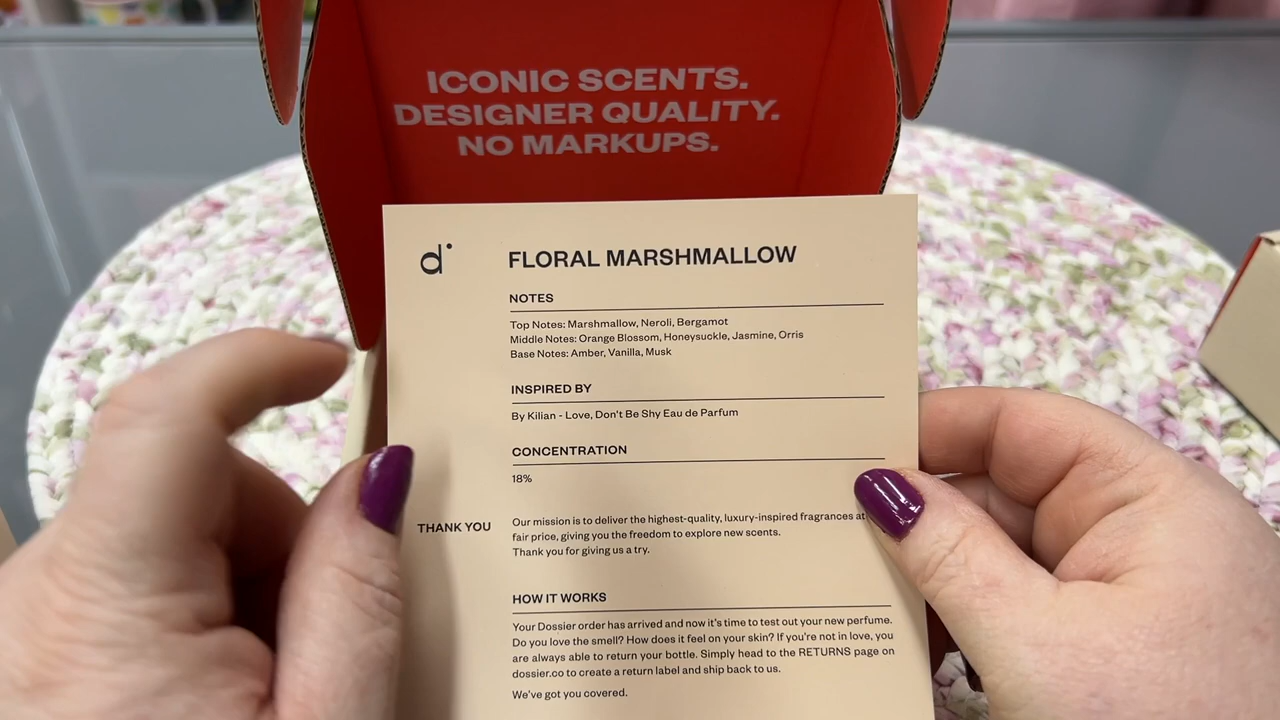 ICONIC SCENTS.
DESIGNER QUALITY.
NO MARKUPS.
d
FLORAL MARSHMALLOW
NOTES
Top Notes: Marshmallow, Neroli, Bergamot
Middle Notes: Orange Blossom, Honeysuckle, Jasmine, Orris
Base Notes: Amber, Vanilla, Musk
INSPIRED BY
By Kilian - Love, Don't Be Shy Eau de Parfum
CONCENTRATION
18%
THANK YOU
Our mission is to deliver the highest-quality, luxury-inspired fragrances at
fair price, giving you the freedom to explore new scents.
Thank you for giving us a try.
HOW IT WORKS
Your Dossier order has arrived and now it's time to test out your new perfume.
Do you love the smell? How does it feel on your skin? If you're not in love, you
are always able to return your bottle. Simply head to the RETURNS page on
dossier.co to create a return label and ship back to us.
We've got you covered.